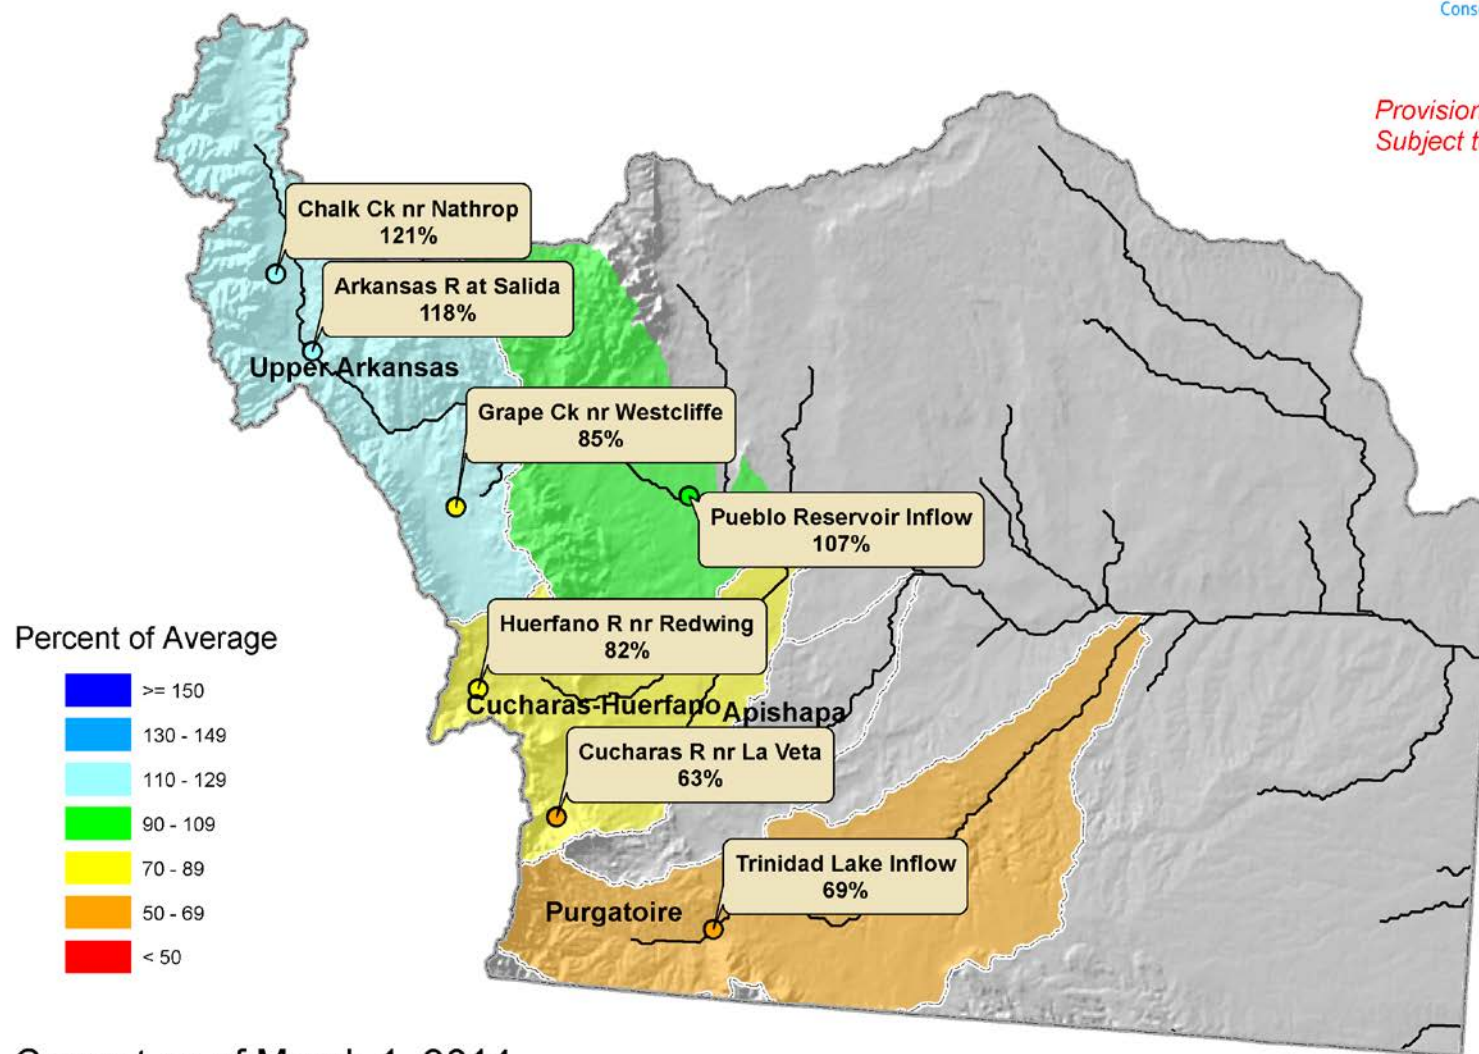 Cons
Provision
Subject t
Chalk Ck nr Nathrop
121%
Arkansas R at Salida
118%
Upper Arkansas
Grape Ck nr Westcliffe
85%
Pueblo Reservoir Inflow
107%
Huerfano R nr Redwing
82%
Cucharas-Huerfano
Apishapa
Cucharas R nr La Veta
63%
Trinidad Lake Inflow
69%
Purgatoire
Percent of Average
>= 150
130 - 149
110 - 129
90 - 109
70 - 89
50 - 69
< 50